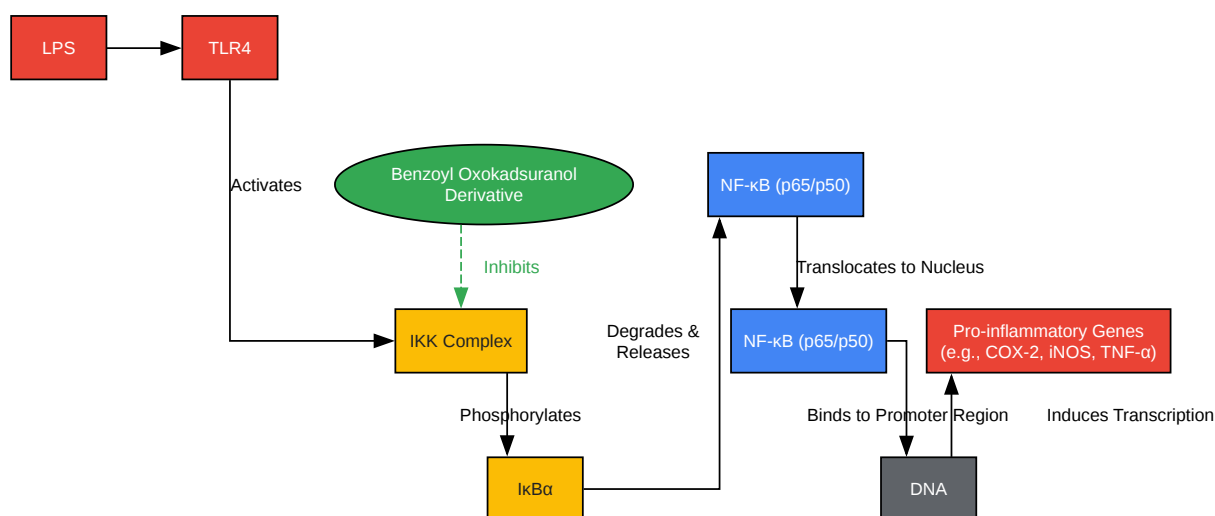 LPS
TLR4
Activates
Benzoyl Oxokadsuranol
Derivative
Inhibits
IKK Complex
Phosphorylates
IκBα
Degrades &
Releases
NF-κB (p65/p50)
Translocates to Nucleus
NF-κB (p65/p50)
Binds to Promoter Region
DNA
Induces Transcription
Pro-inflammatory Genes
(e.g., COX-2, iNOS, TNF-α)